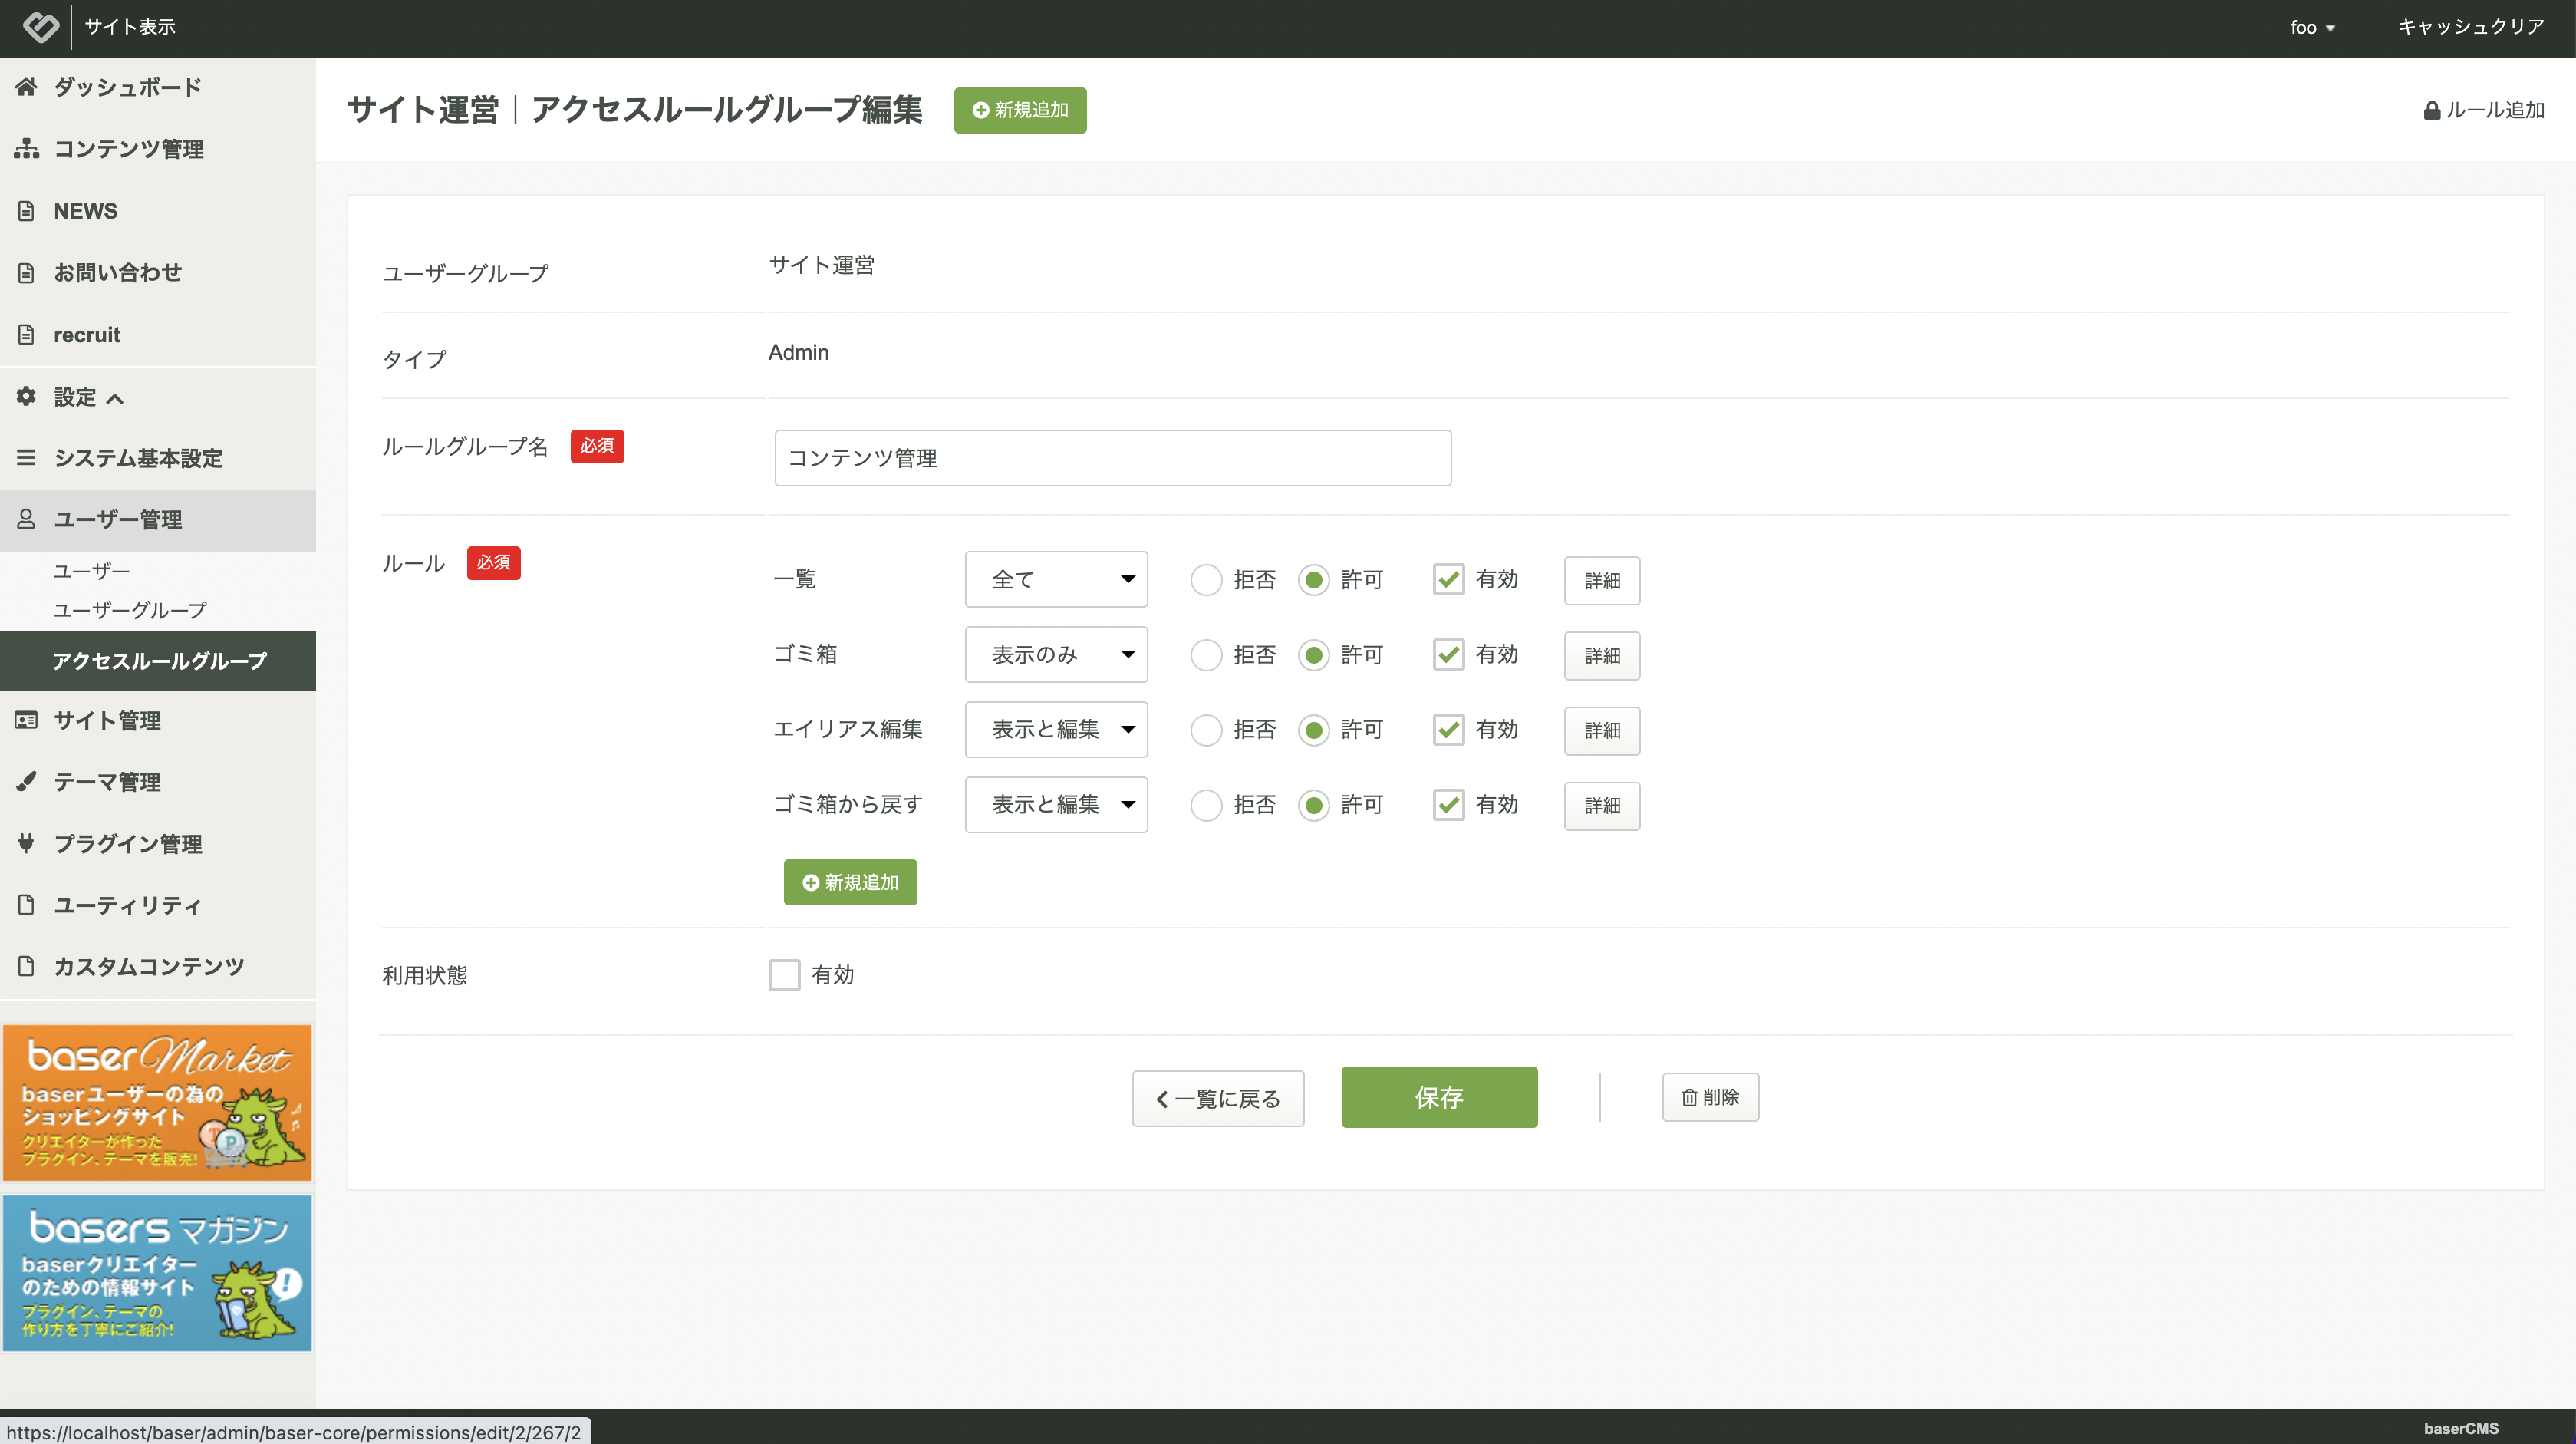 サイト表示
foo
キャッシュクリア
ダッシュボード
コンテンツ管理
NEWS
お問い合わせ
recruit
設定
システム基本設定
ユーザー管理
ユーザー
ユーザーグループ
アクセスルールグループ
サイト管理
テーマ管理
プラグイン管理
ユーティリティ
カスタムコンテンツ
baser Market
baserユーザーの為の
ショッピングサイト
クリエイターが作った
プラグイン、テーマを販売!
T P
basers マガジン
baserクリエイター
のための情報サイト
プラグイン、テーマの
作り方を丁寧にご紹介!
!
サイト運営｜アクセスルールグループ編集
新規追加
ルール追加
ユーザーグループ サイト運営
タイプ Admin
ルールグループ名 必須 コンテンツ管理
ルール 必須
一覧 全て 拒否 許可 有効 詳細
ゴミ箱 表示のみ 拒否 許可 有効 詳細
エイリアス編集 表示と編集 拒否 許可 有効 詳細
ゴミ箱から戻す 表示と編集 拒否 許可 有効 詳細
新規追加
利用状態 有効
一覧に戻る 保存 削除
https://localhost/baser/admin/baser-core/permissions/edit/2/267/2
baserCMS